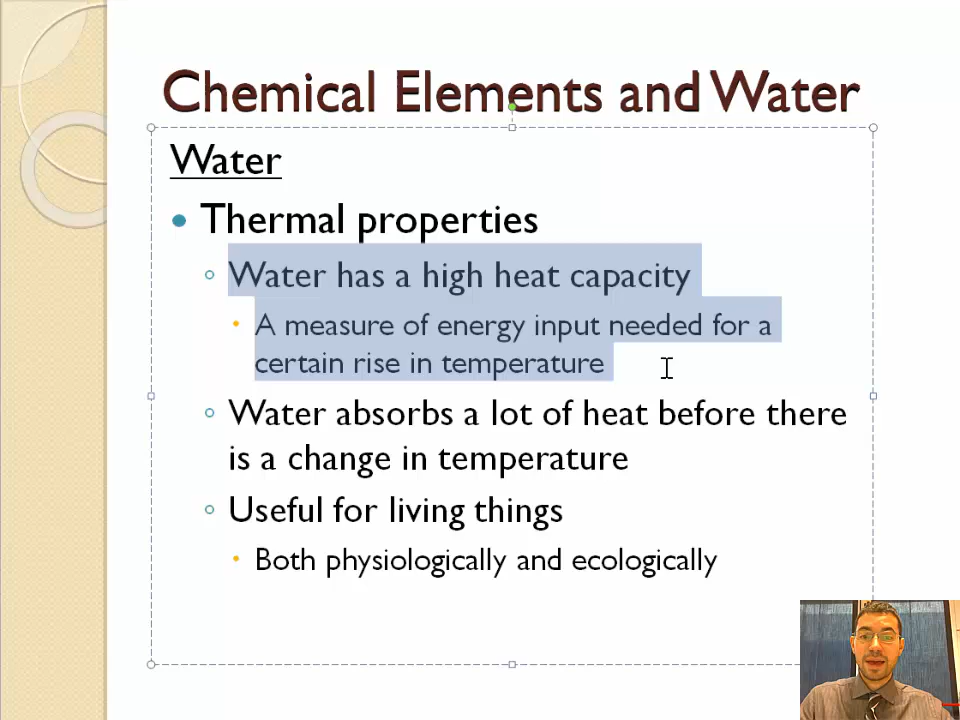 Chemical Elements and Water
Water
Thermal properties
Water has a high heat capacity
A measure of energy input needed for a
certain rise in temperature
Water absorbs a lot of heat before there
is a change in temperature
Useful for living things
Both physiologically and ecologically